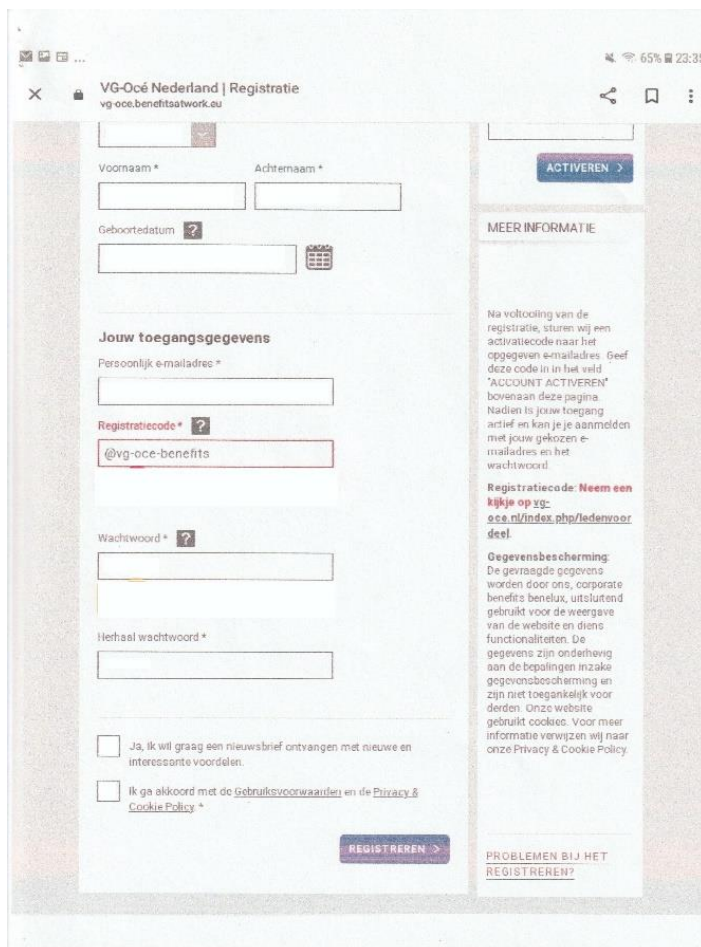 65% 23:35
VG-Océ Nederland | Registratie
vg-oce.benefitsatwork.eu
Voornaam *
Achternaam *
Geboortedatum ?
Jouw toegangsgegevens
Persoonlijk e-mailadres *
Registratiecode * ?
@vg-oce-benefits
Wachtwoord * ?
Herhaal wachtwoord *
Ja, ik wil graag een nieuwsbrief ontvangen met nieuwe en
interessante voordelen.
Ik ga akkoord met de Gebruiksvoorwaarden en de Privacy &
Cookie Policy. *
REGISTREREN >
ACTIVEREN >
MEER INFORMATIE
Na voltooiing van de
registratie, sturen wij een
activatiecode naar het
opgegeven e-mailadres. Geef
deze code in in het veld
"ACCOUNT ACTIVEREN"
bovenaan deze pagina.
Nadien is jouw toegang
actief en kan je je aanmelden
met jouw gekozen e-
mailadres en het
wachtwoord.
Registratiecode: Neem een
kijkje op vg-
oce.nl/index.php/ledenvoor
deel.
Gegevensbescherming:
De gevraagde gegevens
worden door ons, corporate
benefits benelux, uitsluitend
gebruikt voor de weergave
van de website en diens
functionaliteiten. De
gegevens zijn onderhevig
aan de bepalingen inzake
gegevensbescherming en
zijn niet toegankelijk voor
derden. Onze website
gebruikt cookies. Voor meer
informatie verwijzen wij naar
onze Privacy & Cookie Policy
PROBLEMEN BIJ HET
REGISTREREN?